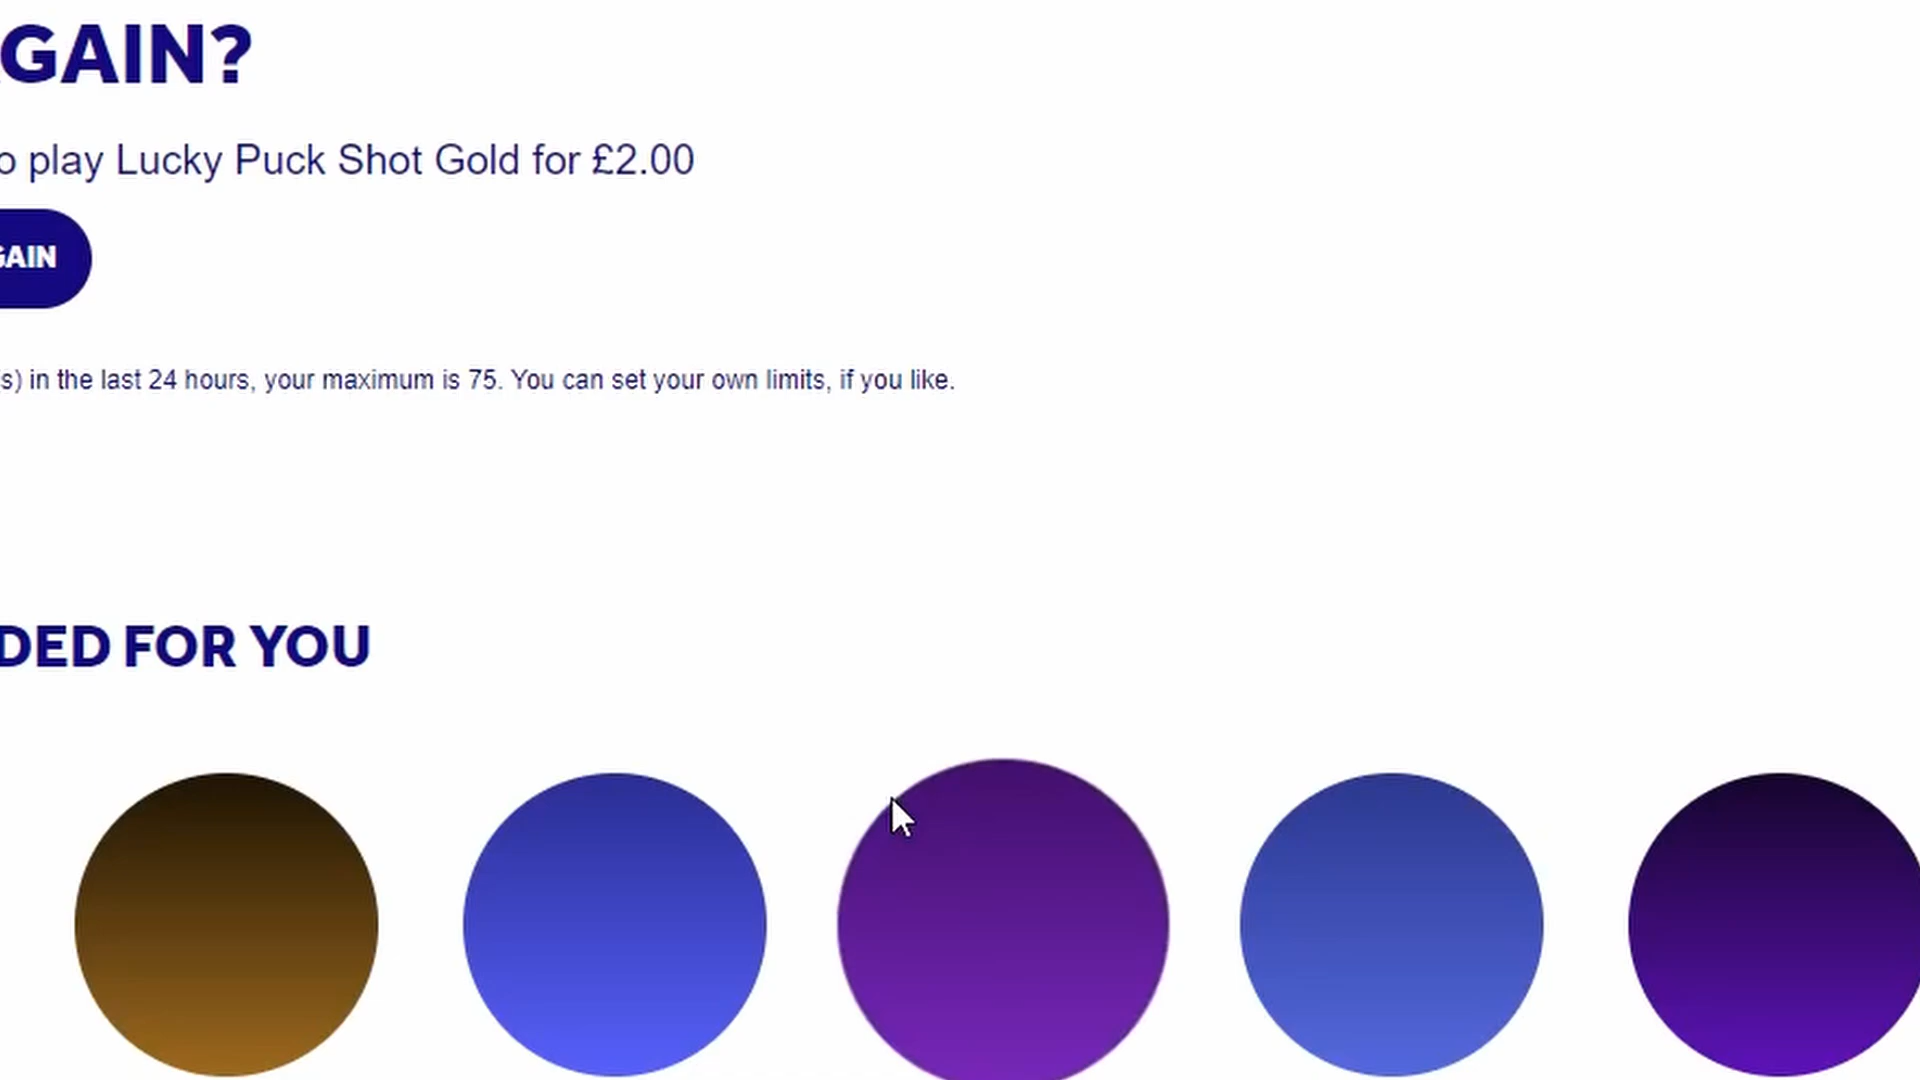 GAIN?
o play Lucky Puck Shot Gold for £2.00
GAIN
s) in the last 24 hours, your maximum is 75. You can set your own limits, if you like.
DED FOR YOU